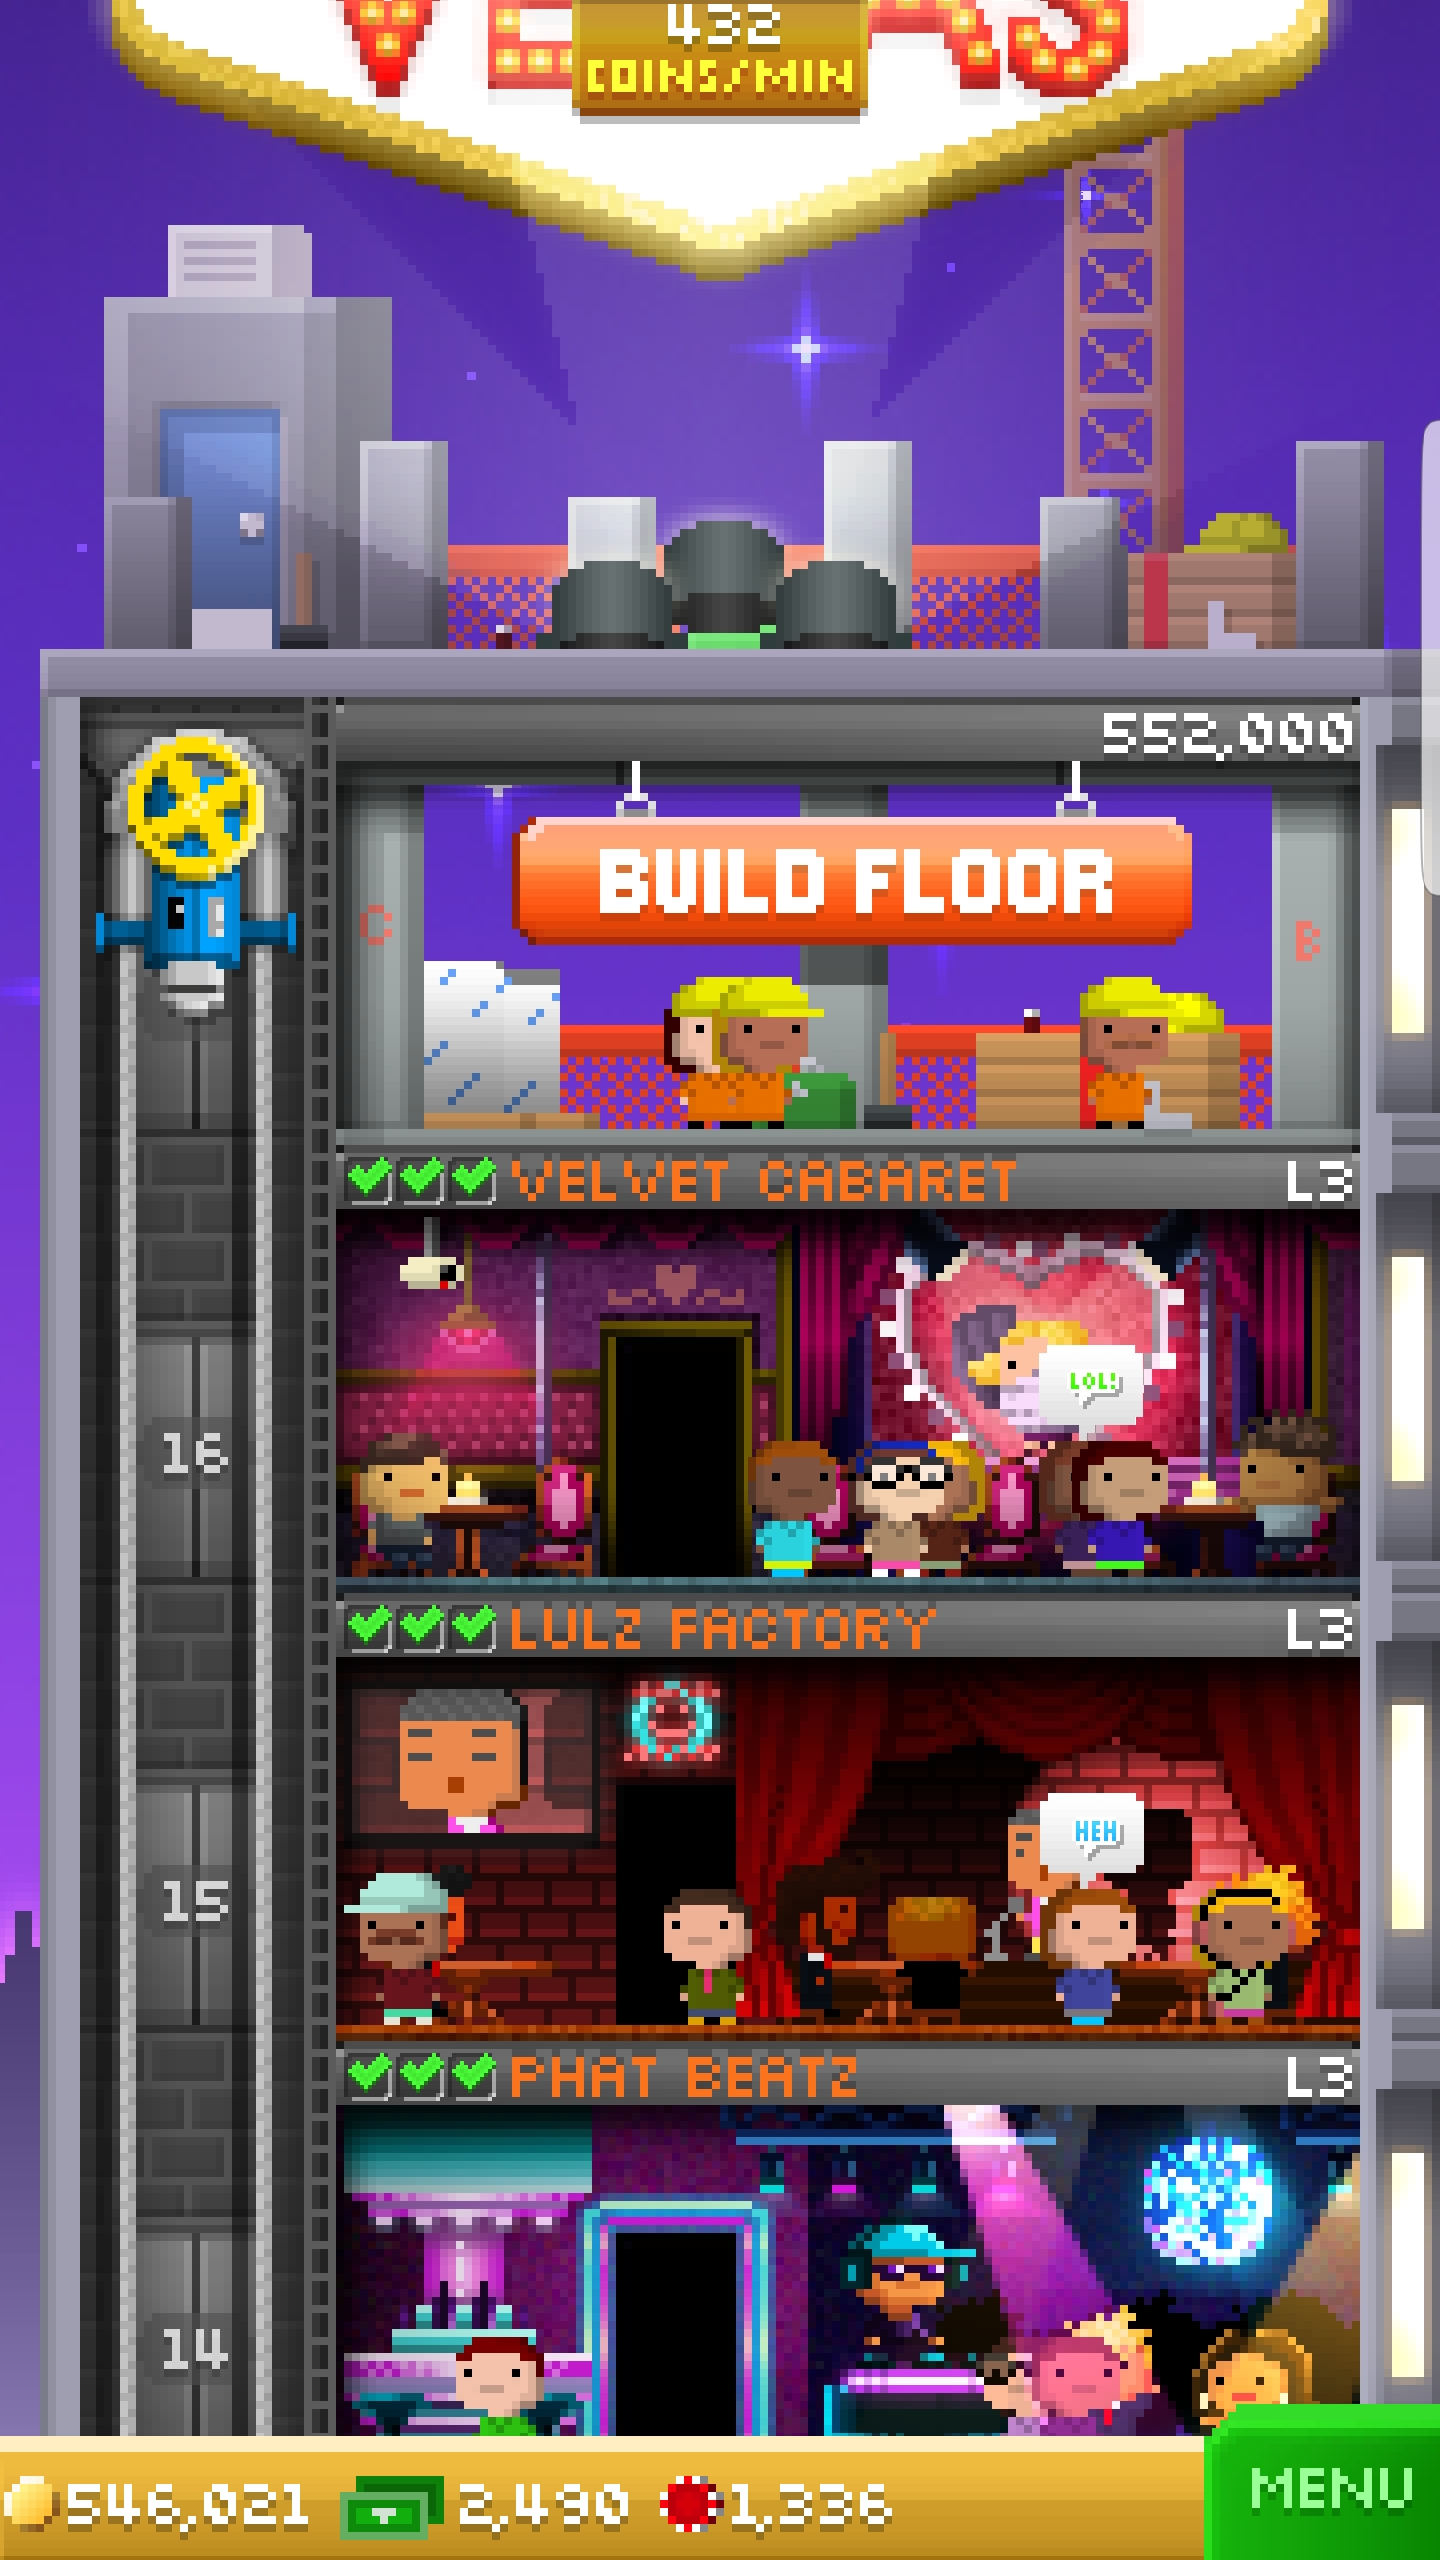 432
COINS/MIN
552,000
BUILD FLOOR
C
B
VELVET CABARET L3
LOL!
16
LULZ FACTORY L3
HEH
15
PHAT BEATZ L3
14
546,021 2,490 1,336
MENU